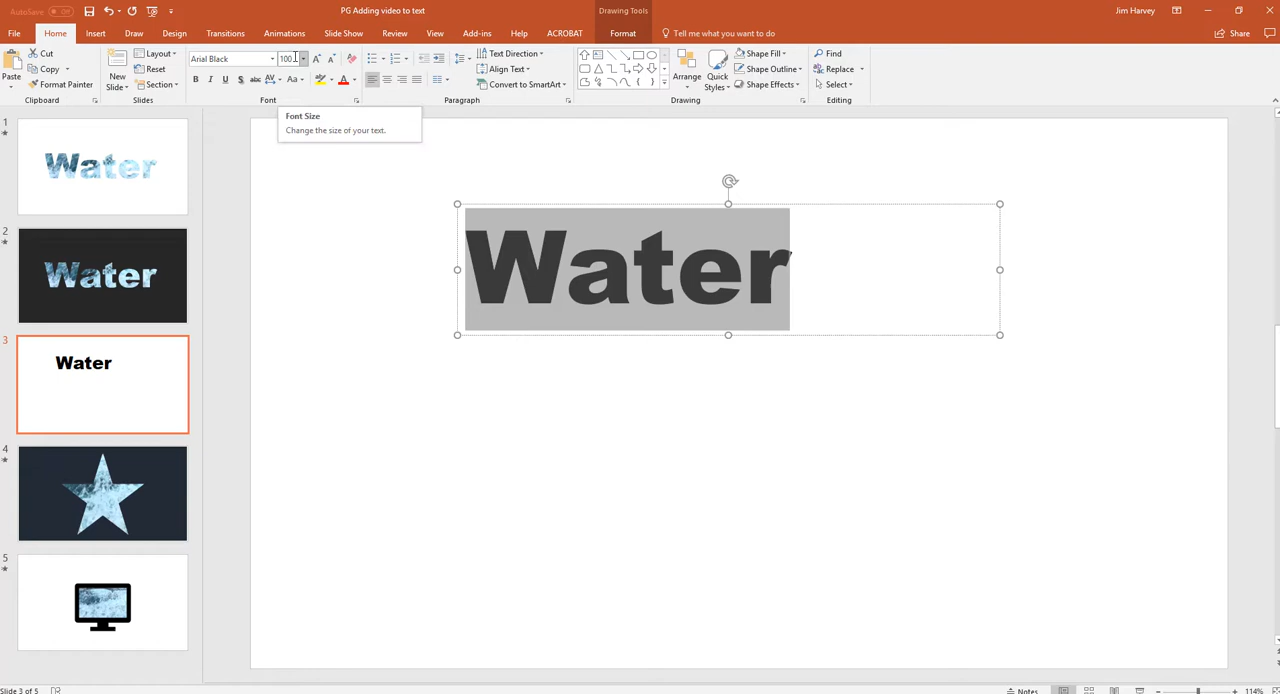 AutoSave Off PG Adding video to text Drawing Tools Jim Harvey
File Home Insert Draw Design Transitions Animations Slide Show Review View Add-ins Help ACROBAT Format Tell me what you want to do Share
Paste Cut Copy Format Painter Clipboard
New Slide Layout Reset Section Slides
Arial Black 100
B I U S abc AV Aa A
Font
Text Direction Align Text Convert to SmartArt
Paragraph
Arrange Quick Styles Shape Fill Shape Outline Shape Effects
Drawing
Find Replace Select
Editing
Font Size
Change the size of your text.
1
Water
2
Water
3
Water
4
5
Water
Slide 3 of 5 Notes 114%